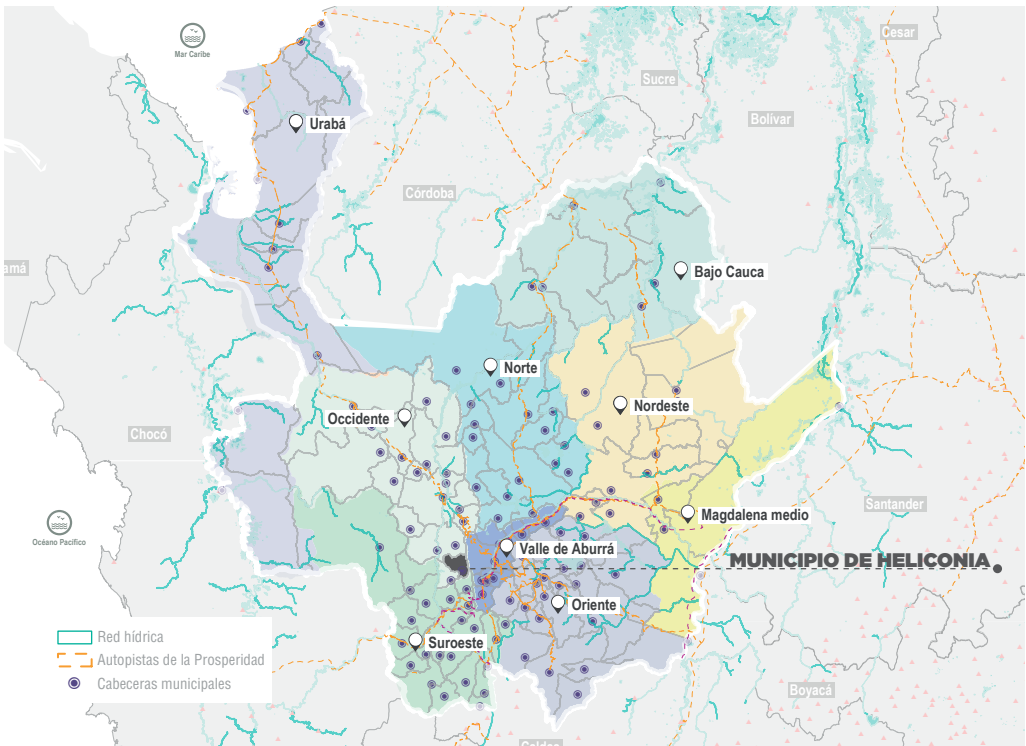 Mar Caribe
Cesar
Sucre
Bolívar
Urabá
Córdoba
amá
Bajo Cauca
Norte
Nordeste
Occidente
Chocó
Santander
Magdalena medio
Océano Pacífico
Valle de Aburrá
MUNICIPIO DE HELICONIA
Oriente
Suroeste
Red hídrica
Autopistas de la Prosperidad
Cabeceras municipales
Boyacá